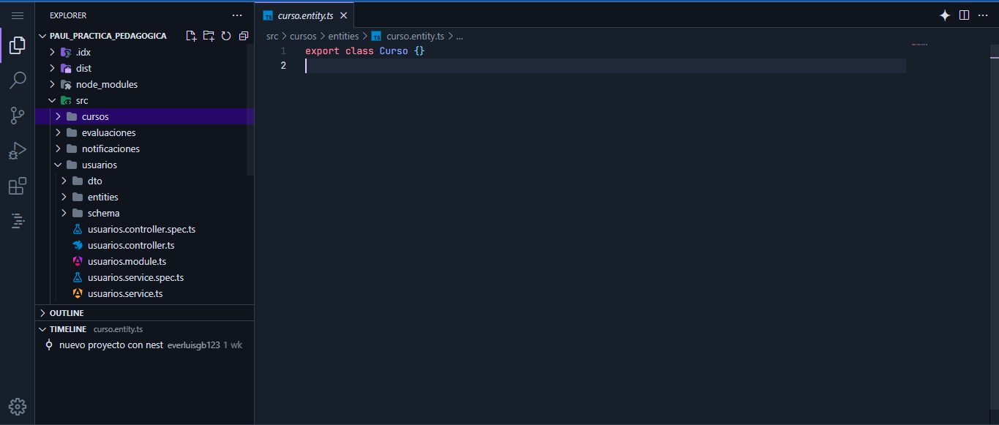 EXPLORER
PAUL_PRACTICA_PEDAGOGICA
.idx
dist
node_modules
src
cursos
evaluaciones
notificaciones
usuarios
dto
entities
schema
usuarios.controller.spec.ts
usuarios.controller.ts
usuarios.module.ts
usuarios.service.spec.ts
usuarios.service.ts
OUTLINE
TIMELINE curso.entity.ts
nuevo proyecto con nest everluisgb123 1 wk
curso.entity.ts
src > cursos > entities > curso.entity.ts > ...
1 export class Curso {}
2